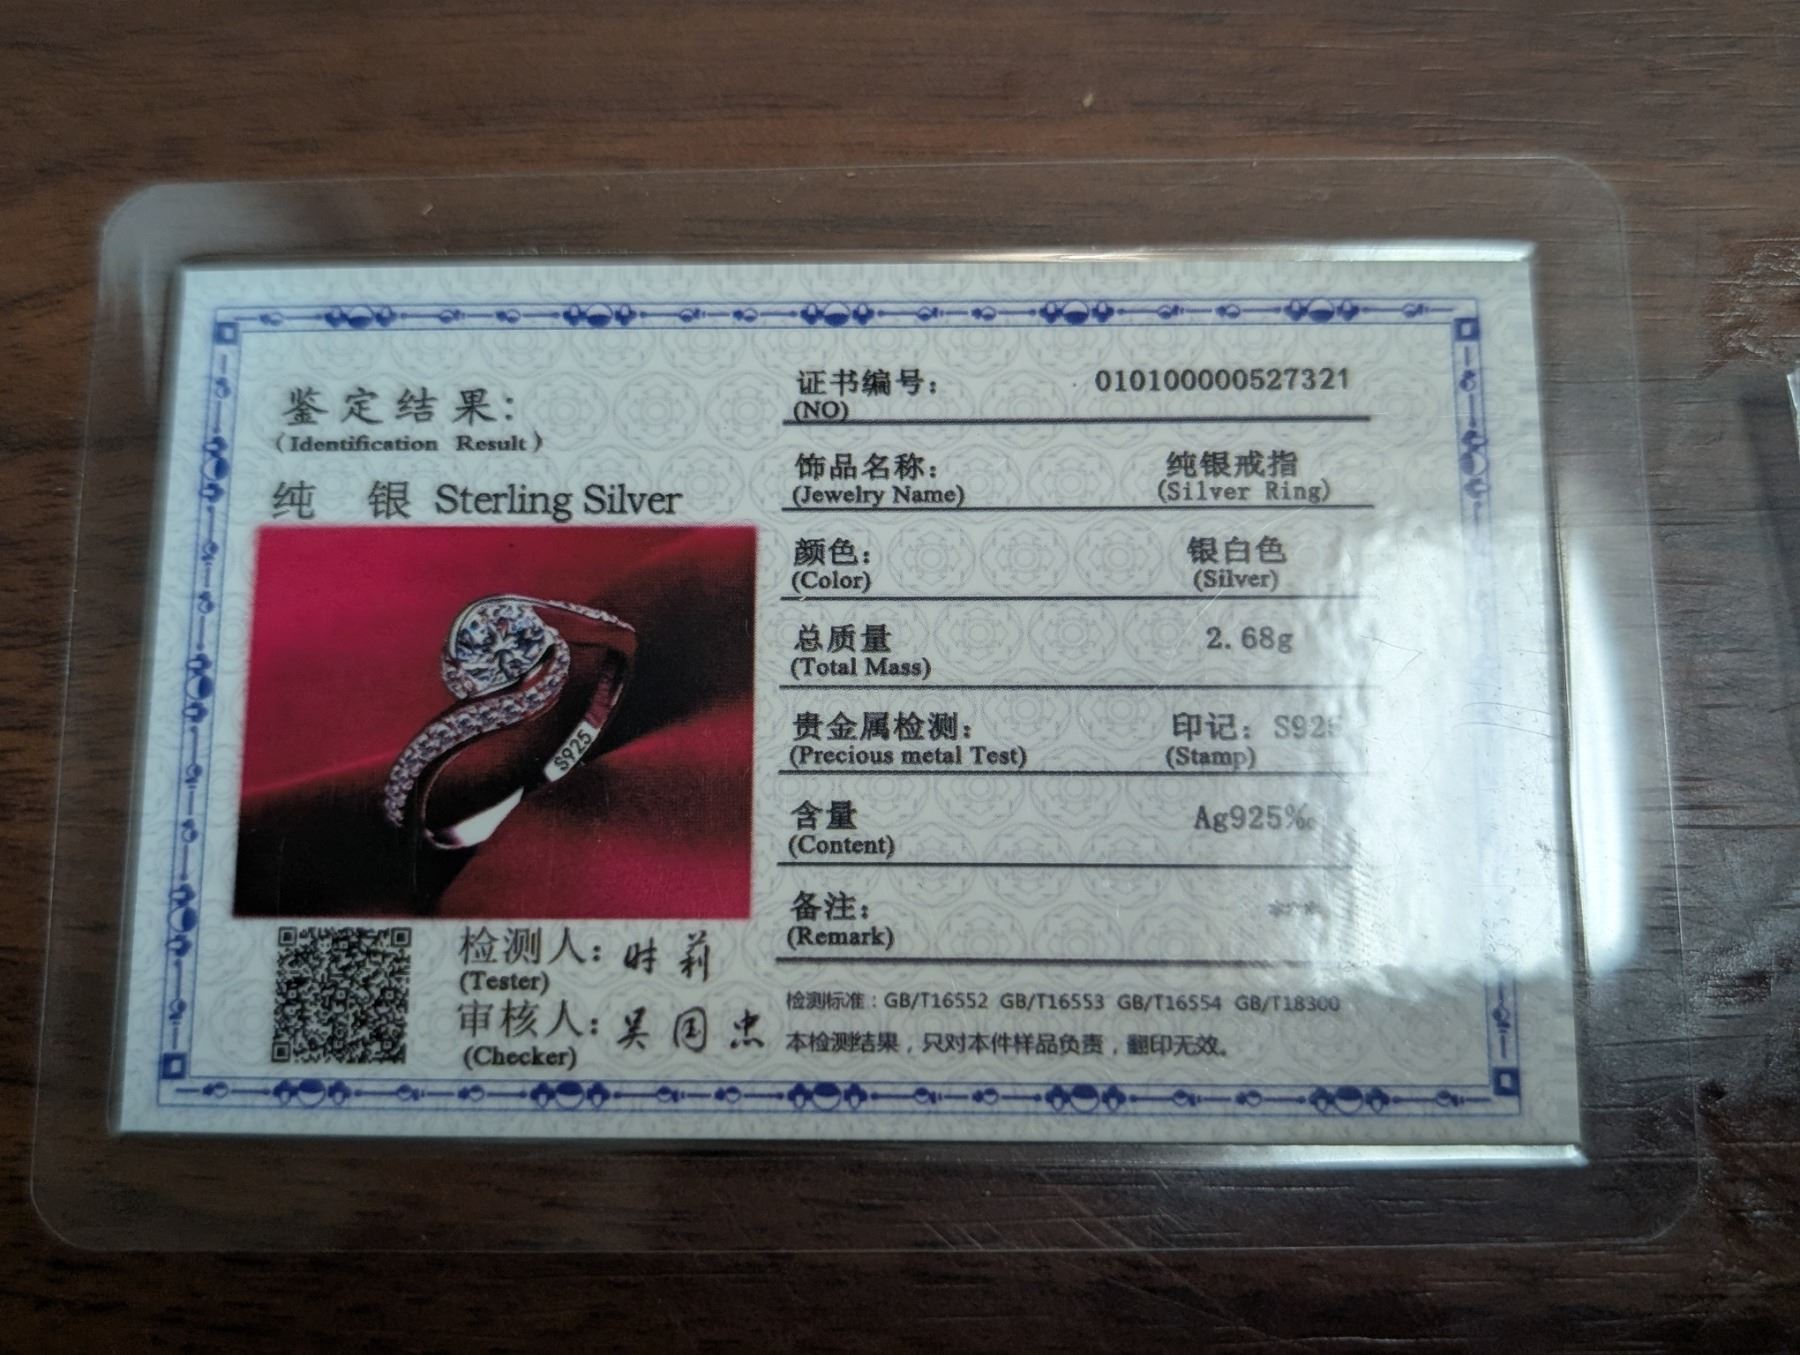 鉴定结果:
(Identification Result)
纯 银 Sterling Silver
S925
检测人: 时莉
(Tester)
审核人: 吴国忠
(Checker)
证书编号: 010100000527321
(NO)
饰品名称: 纯银戒指
(Jewelry Name) (Silver Ring)
颜色: 银白色
(Color) (Silver)
总质量 2.68g
(Total Mass)
贵金属检测: 印记: S925
(Precious metal Test) (Stamp)
含量 Ag925‰
(Content)
备注:
(Remark)
检测标准:GB/T16552 GB/T16553 GB/T16554 GB/T18300
本检测结果,只对本件样品负责,翻印无效。